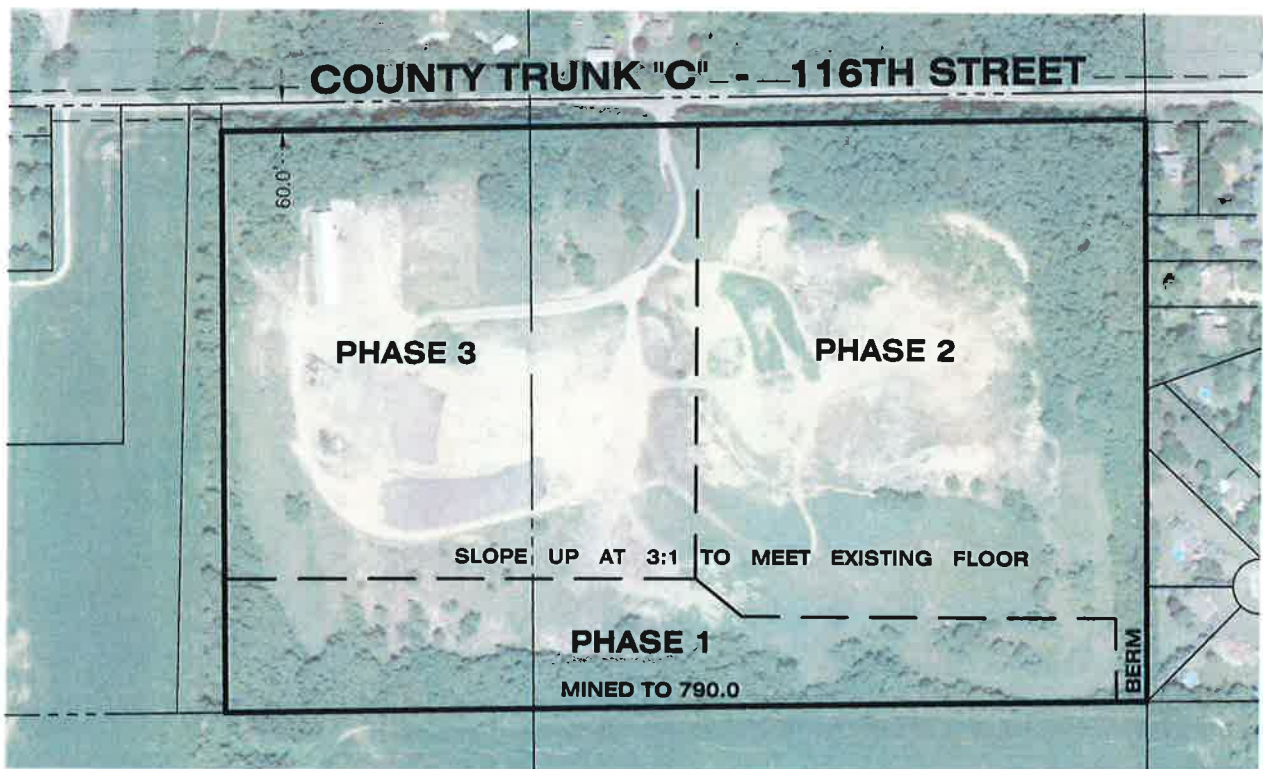 COUNTY TRUNK "C" - 116TH STREET
60.0'
PHASE 3
PHASE 2
SLOPE UP AT 3:1 TO MEET EXISTING FLOOR
PHASE 1
MINED TO 790.0
BERM